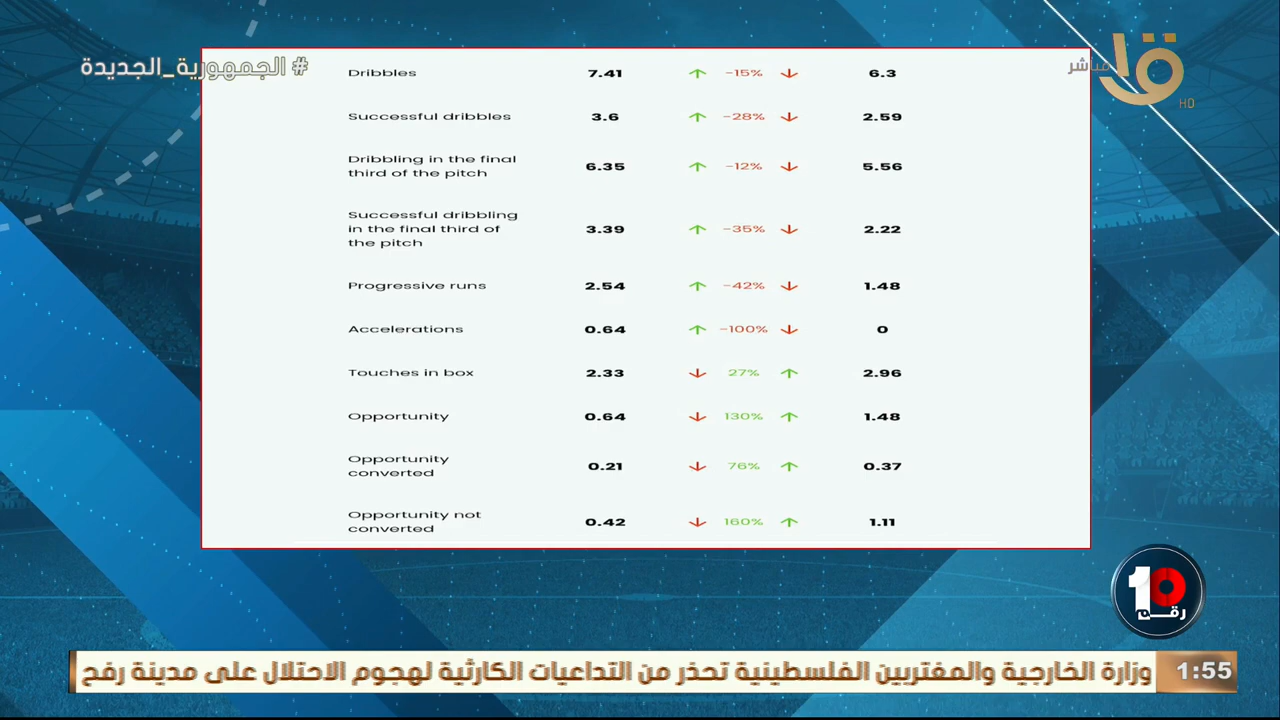 #الجمهورية_الجديدة
مباشر
HD
Dribbles 7.41 ↑ -15% ↓ 6.3
Successful dribbles 3.6 ↑ -28% ↓ 2.59
Dribbling in the final
third of the pitch 6.35 ↑ -12% ↓ 5.56
Successful dribbling
in the final third of 3.39 ↑ -35% ↓ 2.22
the pitch
Progressive runs 2.54 ↑ -42% ↓ 1.48
Accelerations 0.64 ↑ -100% ↓ 0
Touches in box 2.33 ↓ 27% ↑ 2.96
Opportunity 0.64 ↓ 130% ↑ 1.48
Opportunity
converted 0.21 ↓ 76% ↑ 0.37
Opportunity not
converted 0.42 ↓ 160% ↑ 1.11
رقم 10
وزارة الخارجية والمغتربين الفلسطينية تحذر من التداعيات الكارثية لهجوم الاحتلال على مدينة رفح
1:55